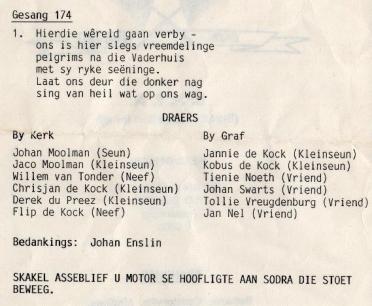 Gesang 174
1. Hierdie wêreld gaan verby -
ons is hier slegs vreemdelinge
pelgrims na die Vaderhuis
met sy ryke seëninge.
Laat ons deur die donker nag
sing van heil wat op ons wag.
DRAERS
By Kerk
Johan Moolman (Seun)
Jaco Moolman (Kleinseun)
Willem van Tonder (Neef)
Chrisjan de Kock (Kleinseun)
Derek du Preez (Kleinseun)
Flip de Kock (Neef)
By Graf
Jannie de Kock (Kleinseun)
Kobus de Kock (Kleinseun)
Tienie Noeth (Vriend)
Johan Swarts (Vriend)
Tollie Vreugdenburg (Vriend)
Jan Nel (Vriend)
Bedankings: Johan Enslin
SKAKEL ASSEBLIEF U MOTOR SE HOOFLIGTE AAN SODRA DIE STOET
BEWEEG.